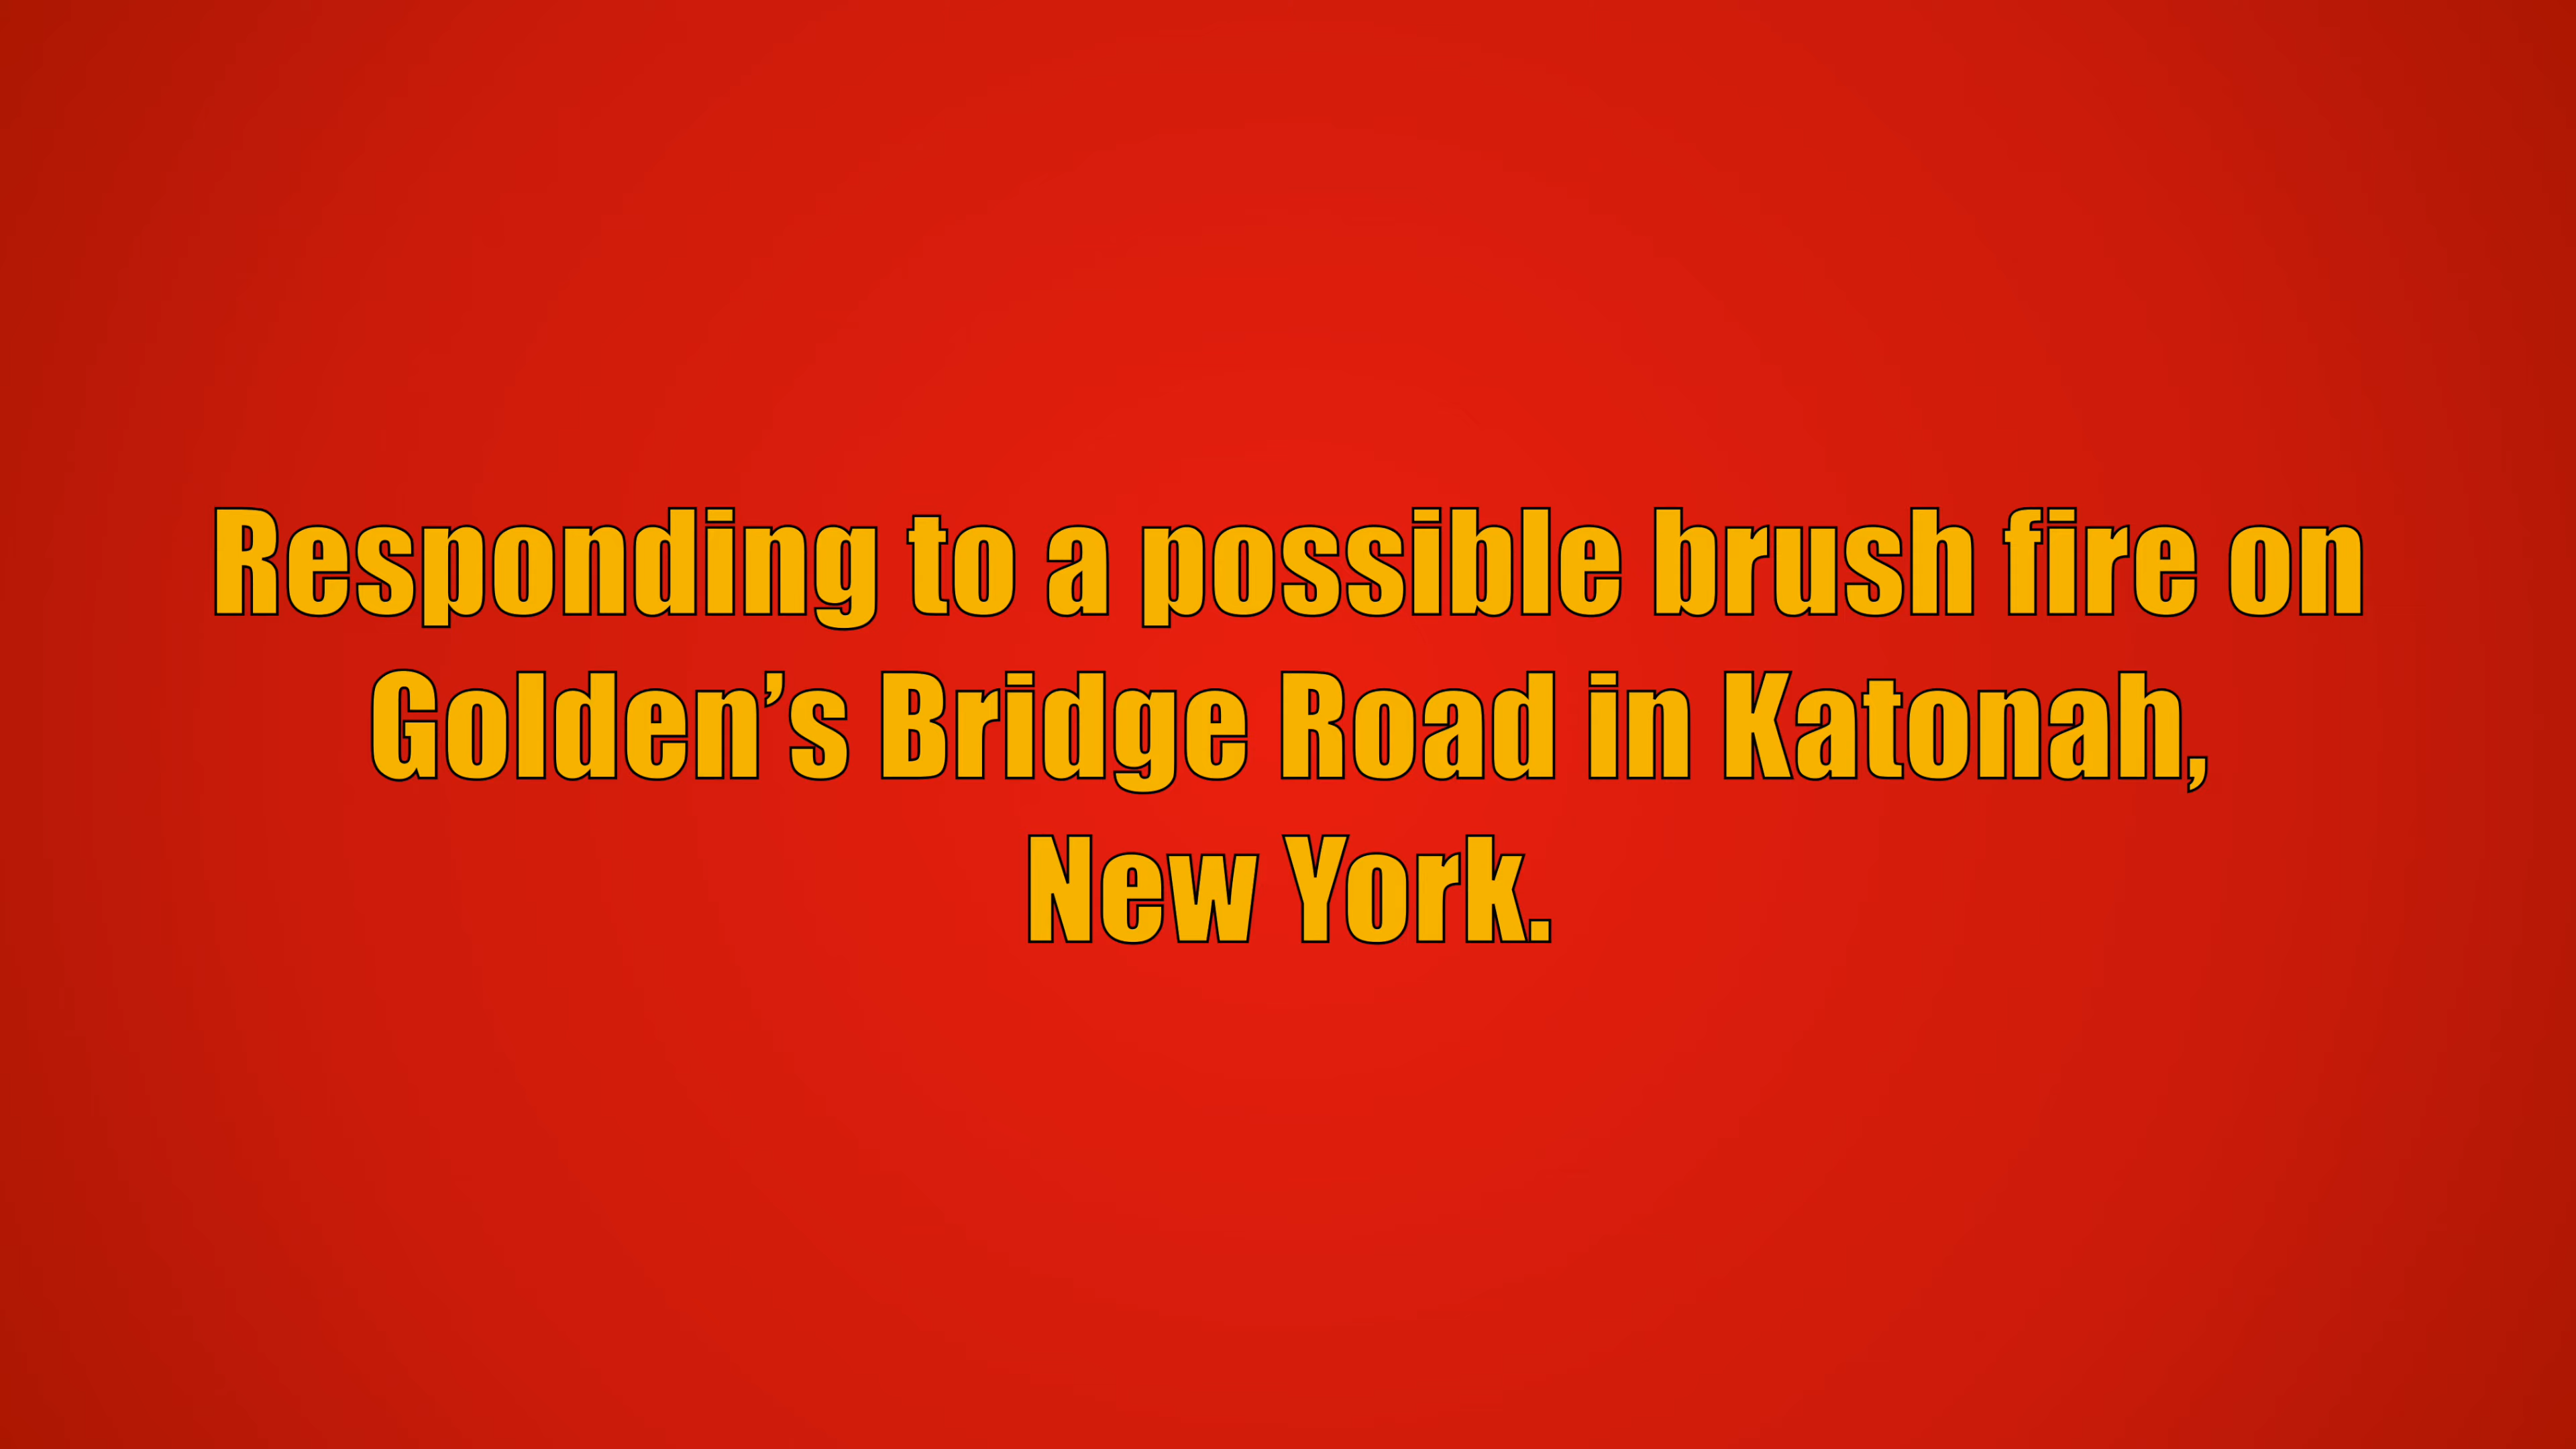 Responding to a possible brush fire on
Golden’s Bridge Road in Katonah,
New York.